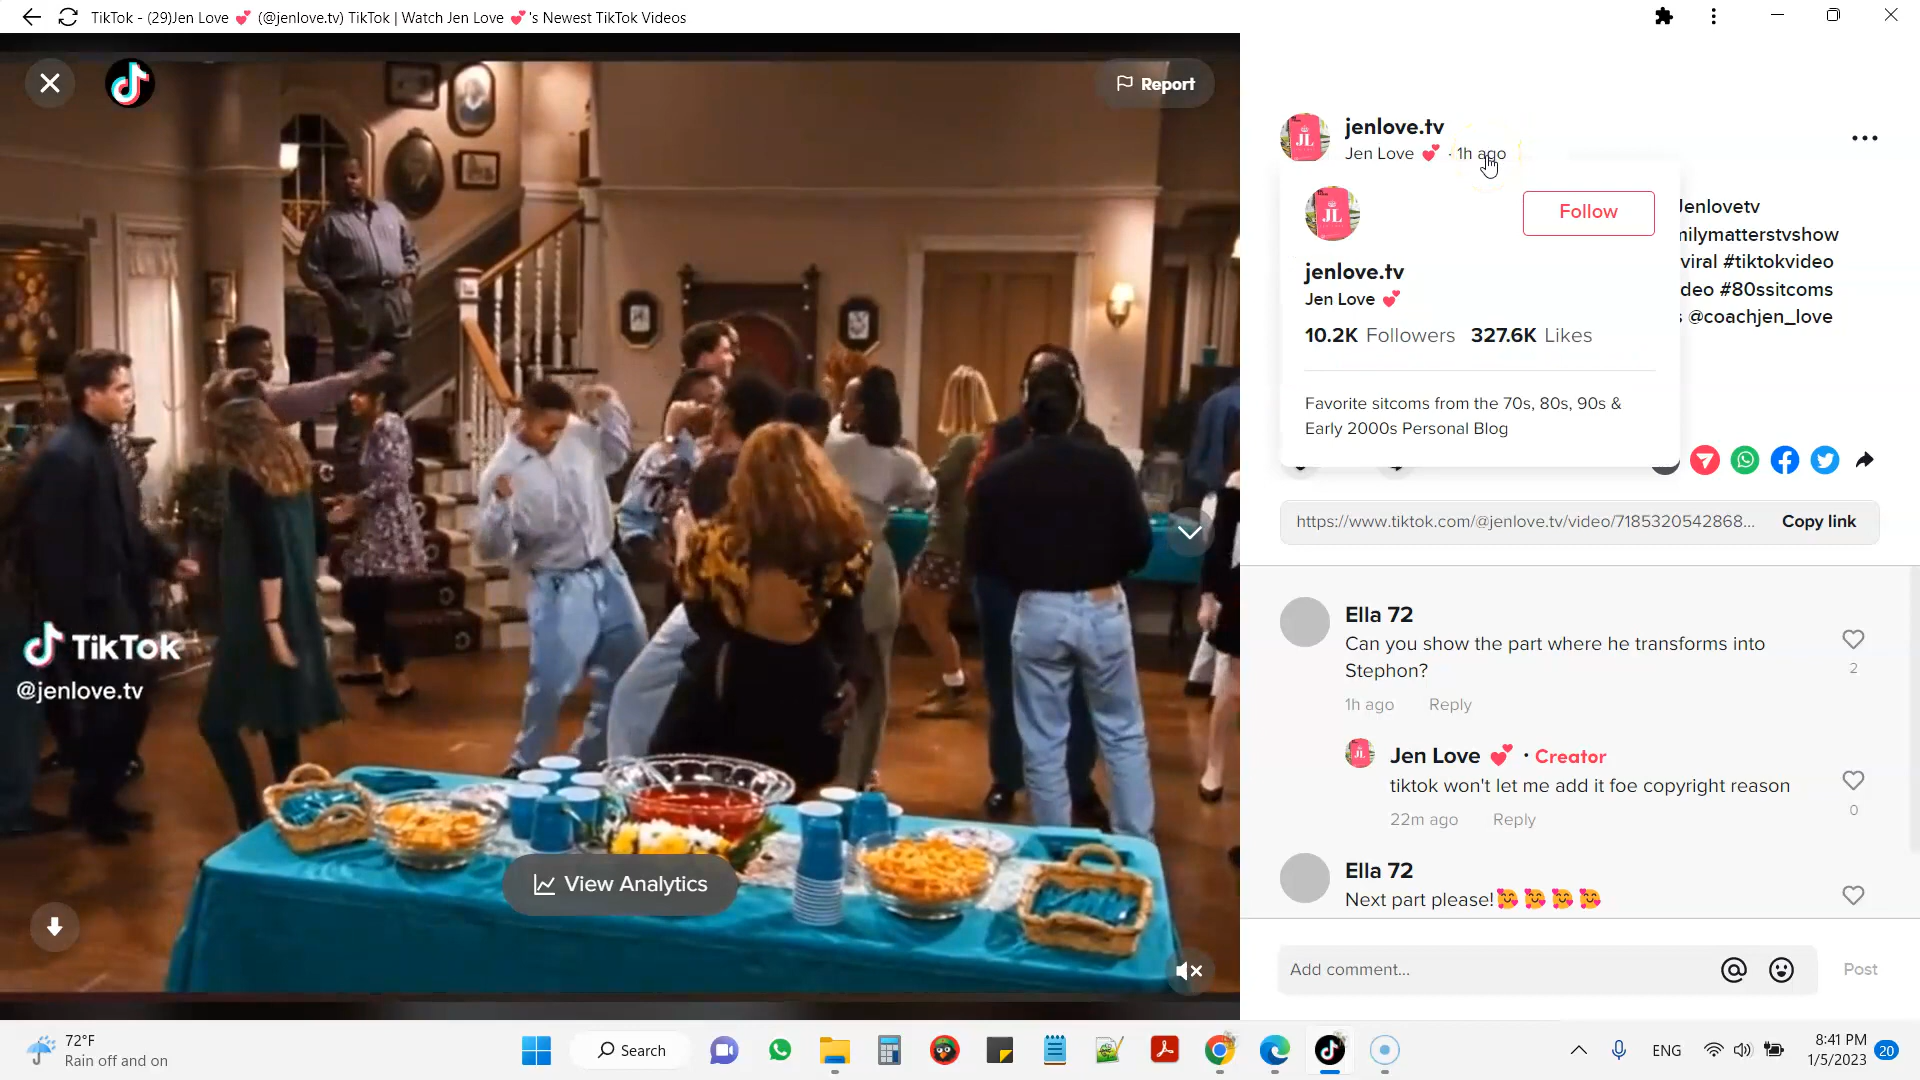 TikTok - (29)Jen Love 💕 (@jenlove.tv) TikTok | Watch Jen Love 💕's Newest TikTok Videos
Report
TikTok
@jenlove.tv
View Analytics
jenlove.tv
Jen Love 💕 · 1h ago
JL
Follow
jenlove.tv
Jen Love 💕
10.2K Followers 327.6K Likes
Favorite sitcoms from the 70s, 80s, 90s &
Early 2000s Personal Blog
Jenlovetv
milymatterstvshow
viral #tiktokvideo
deo #80ssitcoms
@coachjen_love
https://www.tiktok.com/@jenlove.tv/video/7185320542868... Copy link
Ella 72
Can you show the part where he transforms into
Stephon?
2
1h ago Reply
Jen Love 💕 · Creator
tiktok won't let me add it foe copyright reason
0
22m ago Reply
Ella 72
Next part please!🥰🥰🥰🥰
Add comment... Post
72°F
Rain off and on
Search
ENG
8:41 PM
1/5/2023
20